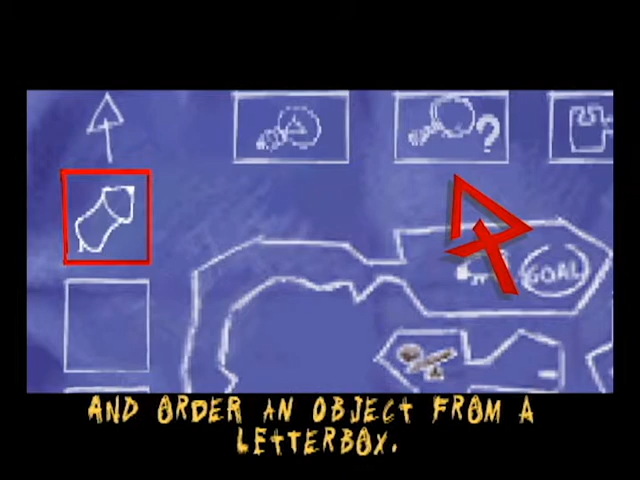 ?
GOAL
AND ORDER AN OBJECT FROM A
LETTERBOX.